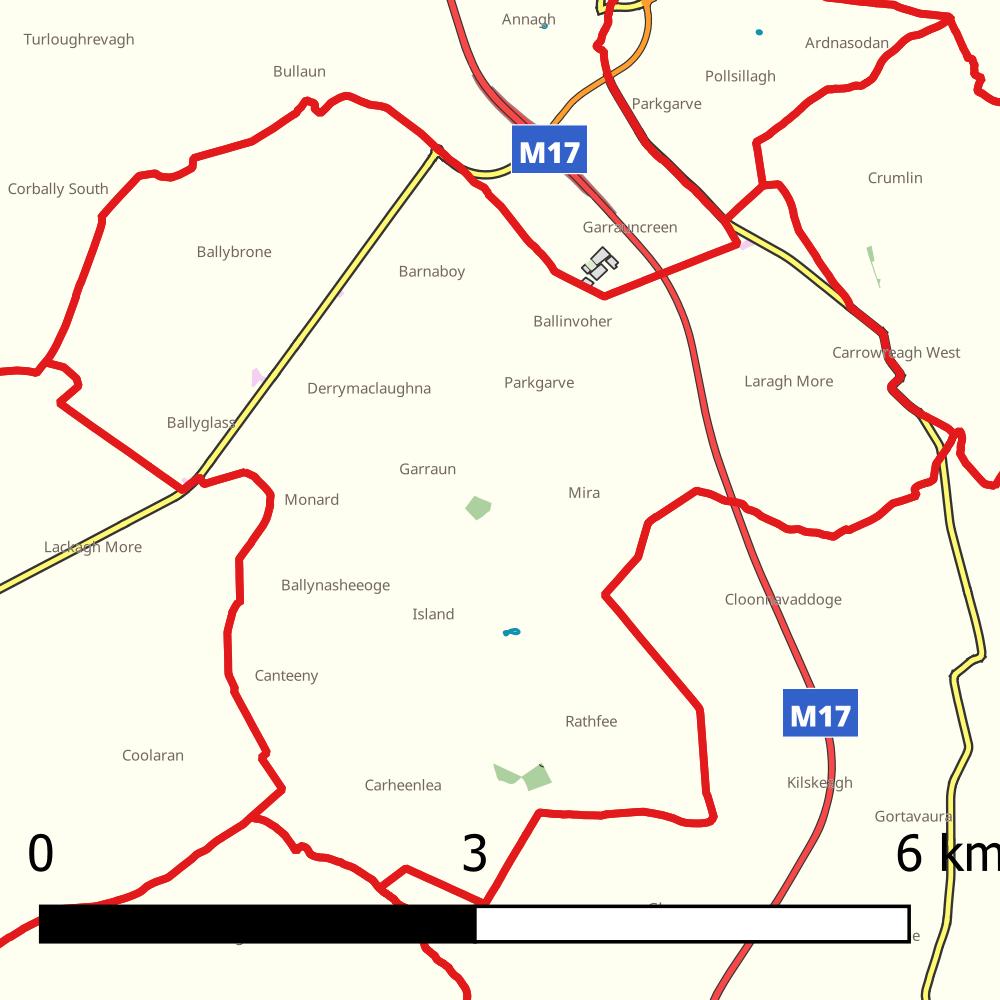 Annagh
Turloughrevagh
Ardnasodan
Bullaun
Pollsillagh
Parkgarve
M17
Crumlin
Corbally South
Garrauncreen
Ballybrone
Barnaboy
Ballinvoher
Carrowreagh West
Laragh More
Parkgarve
Derrymaclaughna
Ballyglass
Garraun
Mira
Monard
Lackagh More
Ballynasheeoge
Cloonnavaddoge
Island
Canteeny
M17
Rathfee
Coolaran
Kilskeagh
Carheenlea
Gortavaura
0 3 6 km